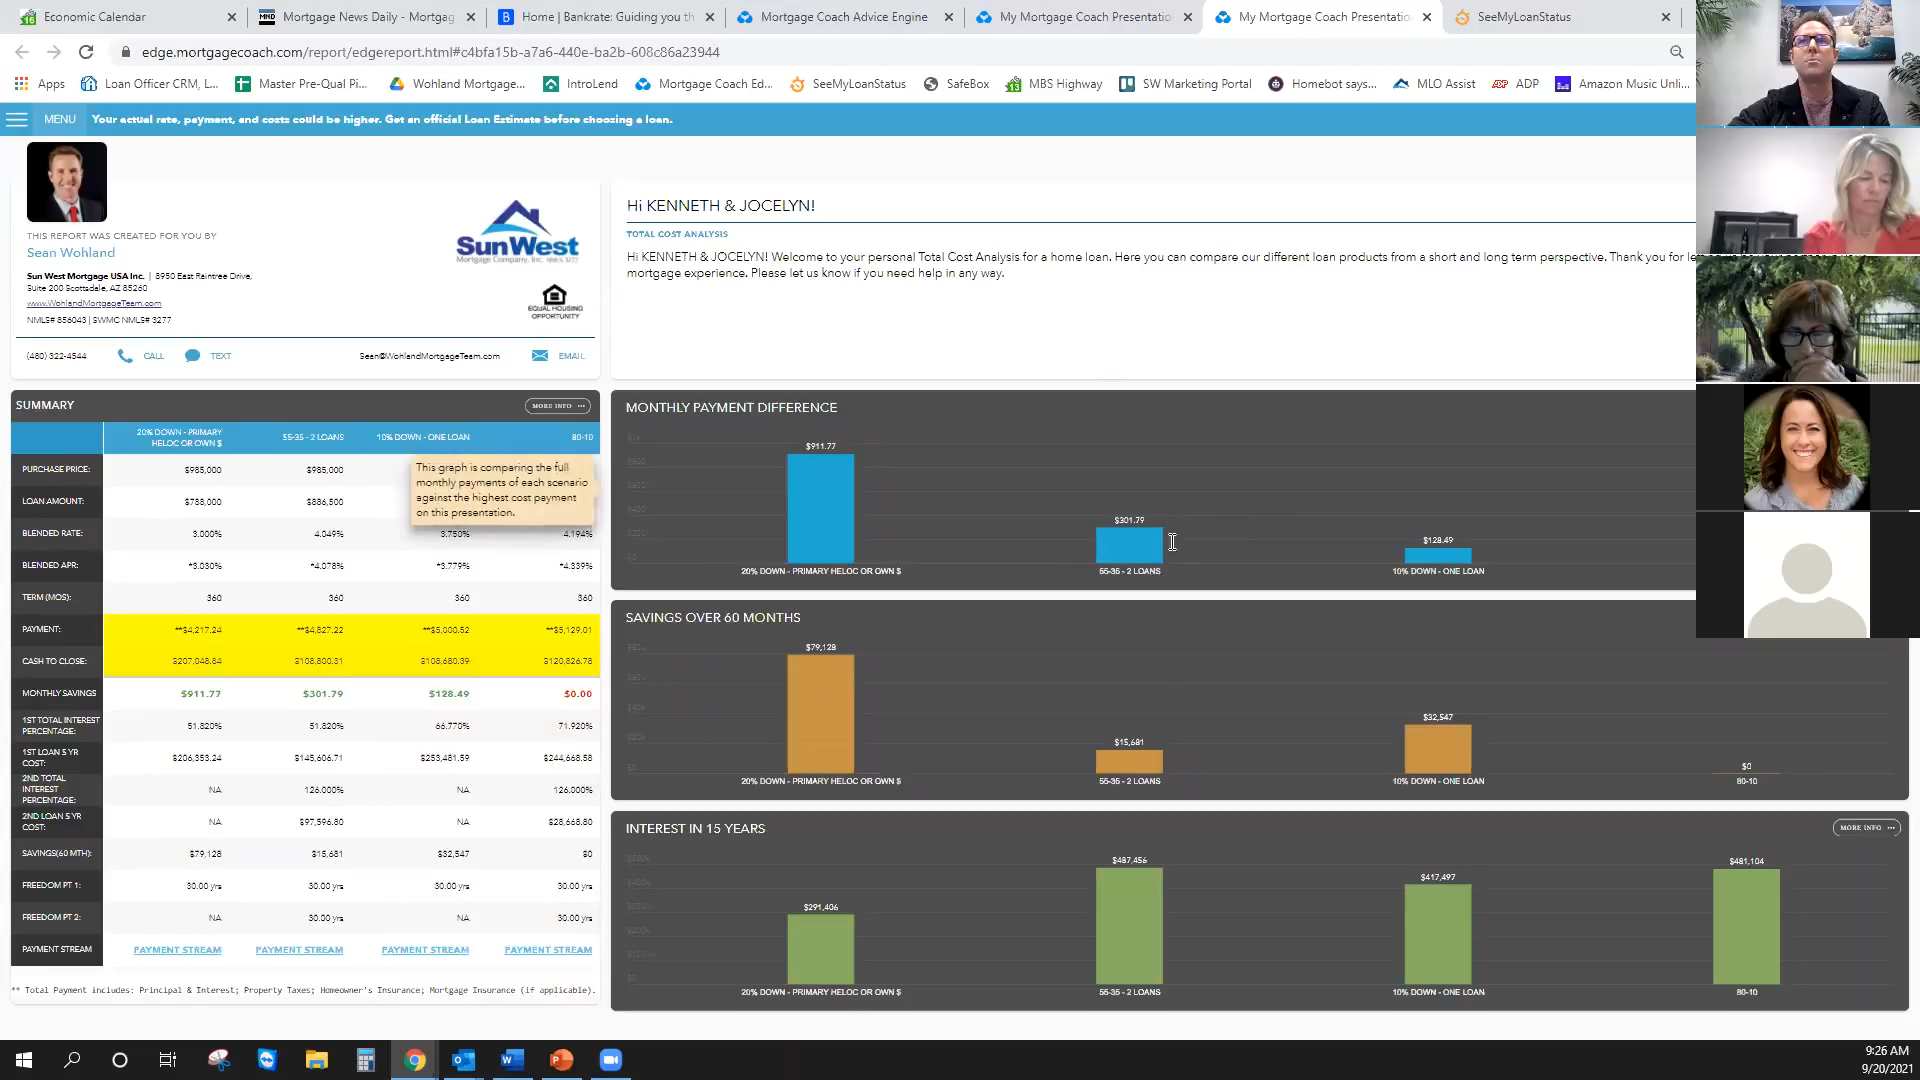 Economic Calendar
Mortgage News Daily - Mortgag
Home | Bankrate: Guiding you th
Mortgage Coach Advice Engine
My Mortgage Coach Presentatio
My Mortgage Coach Presentatio
SeeMyLoanStatus
edge.mortgagecoach.com/report/edgereport.html#c4bfa15b-a7a6-440e-ba2b-608c86a23944
Apps
Loan Officer CRM, L...
Master Pre-Qual Pi...
Wohland Mortgage...
IntroLend
Mortgage Coach Ed...
SeeMyLoanStatus
SafeBox
MBS Highway
SW Marketing Portal
Homebot says...
MLO Assist
ADP
Amazon Music Unli...
MENU
Your actual rate, payment, and costs could be higher. Get an official Loan Estimate before choosing a loan.
THIS REPORT WAS CREATED FOR YOU BY
Sean Wohland
Sun West Mortgage USA Inc. | 8950 East Raintree Drive,
Suite 200 Scottsdale, AZ 85260
www.WohlandMortgageTeam.com
NMLS# 856043 | SWMC NMLS# 3277
SunWest
EQUAL HOUSING
OPPORTUNITY
(480) 322-4544
CALL
TEXT
Sean@WohlandMortgageTeam.com
EMAIL
Hi KENNETH & JOCELYN!
TOTAL COST ANALYSIS
Hi KENNETH & JOCELYN! Welcome to your personal Total Cost Analysis for a home loan. Here you can compare our different loan products from a short and long term perspective. Thank you for
mortgage experience. Please let us know if you need help in any way.
SUMMARY
MORE INFO ...
20% DOWN - PRIMARY
HELOC OR OWN $
55-35 - 2 LOANS
10% DOWN - ONE LOAN
80-10
PURCHASE PRICE: $985,000 $985,000
LOAN AMOUNT: $788,000 $886,500
This graph is comparing the full
monthly payments of each scenario
against the highest cost payment
on this presentation.
BLENDED RATE: 3.000% 4.049% 3.750% 4.194%
BLENDED APR: *3.030% *4.078% *3.779% *4.339%
TERM (MOS): 360 360 360 360
PAYMENT: **$4,217.24 **$4,827.22 **$5,000.52 **$5,129.01
CASH TO CLOSE: $207,048.84 $108,800.31 $108,680.39 $120,826.78
MONTHLY SAVINGS $911.77 $301.79 $128.49 $0.00
1ST TOTAL INTEREST
PERCENTAGE: 51.820% 51.820% 66.770% 71.920%
1ST LOAN 5 YR
COST: $206,353.24 $145,606.71 $253,481.59 $244,668.58
2ND TOTAL
INTEREST
PERCENTAGE: NA 126.000% NA 126.000%
2ND LOAN 5 YR
COST: NA $97,596.80 NA $28,668.80
SAVINGS(60 MTH): $79,128 $15,681 $32,547 $0
FREEDOM PT 1: 30.00 yrs 30.00 yrs 30.00 yrs 30.00 yrs
FREEDOM PT 2: NA 30.00 yrs NA 30.00 yrs
PAYMENT STREAM PAYMENT STREAM PAYMENT STREAM PAYMENT STREAM PAYMENT STREAM
** Total Payment includes: Principal & Interest; Property Taxes; Homeowner's Insurance; Mortgage Insurance (if applicable).
MONTHLY PAYMENT DIFFERENCE
$911.77
$301.79
$128.49
20% DOWN - PRIMARY HELOC OR OWN $
55-35 - 2 LOANS
10% DOWN - ONE LOAN
SAVINGS OVER 60 MONTHS
$79,128
$15,681
$32,547
$0
20% DOWN - PRIMARY HELOC OR OWN $
55-35 - 2 LOANS
10% DOWN - ONE LOAN
80-10
INTEREST IN 15 YEARS
MORE INFO ...
$291,406
$487,456
$417,497
$481,104
20% DOWN - PRIMARY HELOC OR OWN $
55-35 - 2 LOANS
10% DOWN - ONE LOAN
80-10
9:26 AM
9/20/2021